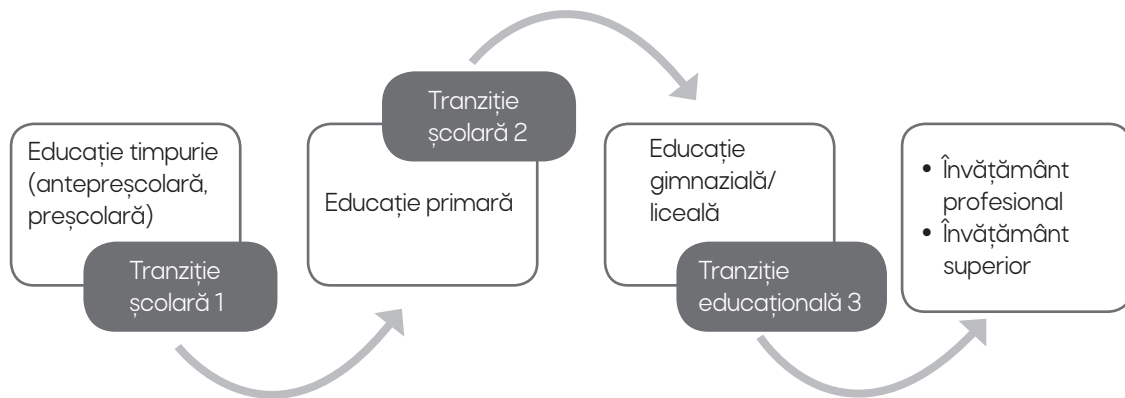 Educație timpurie
(antepreșcolară,
preșcolară)
Tranziție
școlară 1
Educație primară
Tranziție
școlară 2
Educație
gimnazială/
liceală
Tranziție
educațională 3
• Învățământ
profesional
• Învățământ
superior